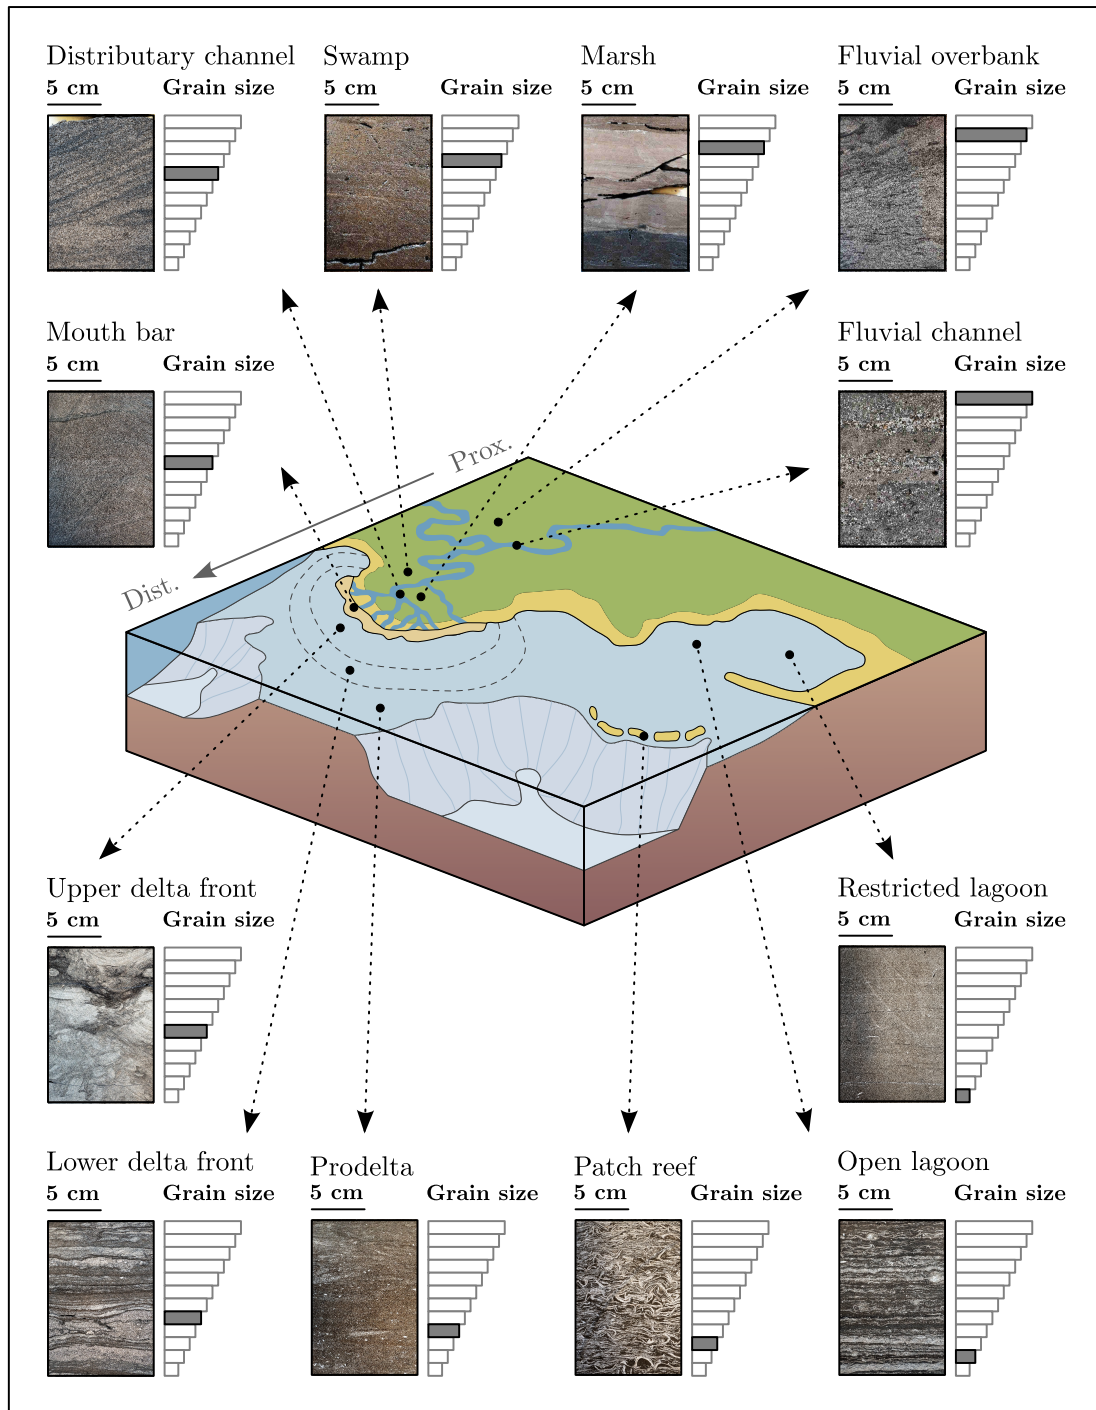 Distributary channel
5 cm Grain size
Swamp
5 cm Grain size
Marsh
5 cm Grain size
Fluvial overbank
5 cm Grain size
Mouth bar
5 cm Grain size
Fluvial channel
5 cm Grain size
Prox.
Dist.
Upper delta front
5 cm Grain size
Restricted lagoon
5 cm Grain size
Lower delta front
5 cm Grain size
Prodelta
5 cm Grain size
Patch reef
5 cm Grain size
Open lagoon
5 cm Grain size